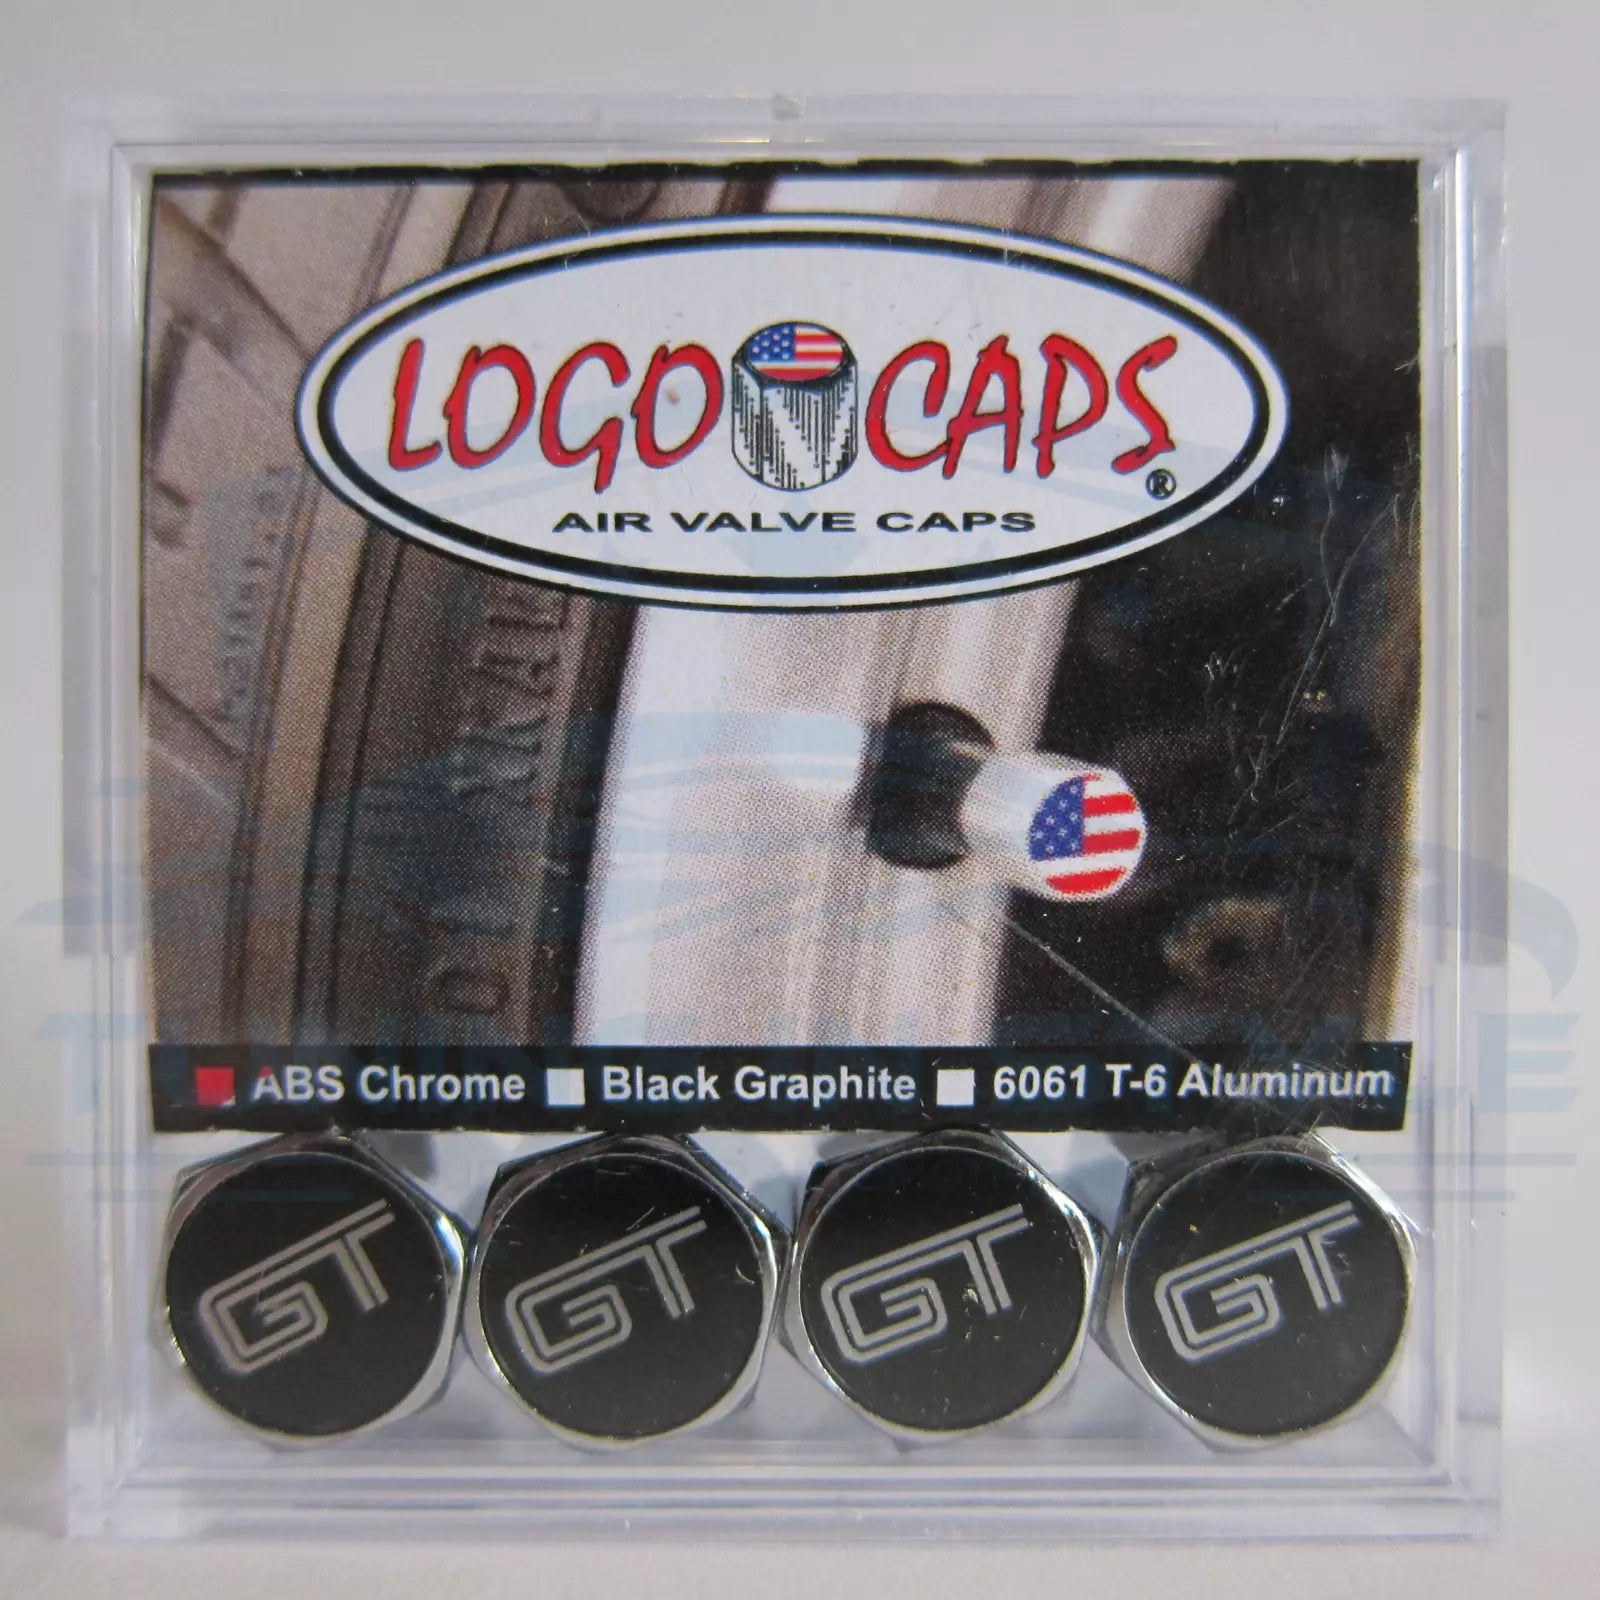 LOGO CAPS ®
AIR VALVE CAPS
ABS Chrome Black Graphite 6061 T-6 Aluminum
GT GT GT GT